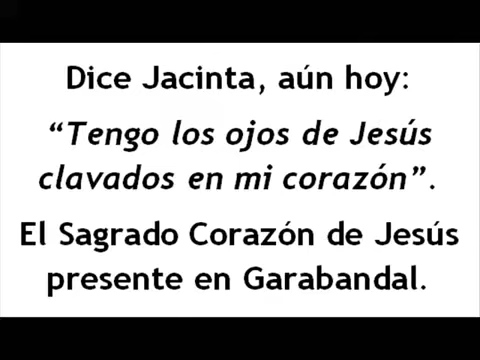 Dice Jacinta, aún hoy:
“Tengo los ojos de Jesús
clavados en mi corazón”.
El Sagrado Corazón de Jesús
presente en Garabandal.